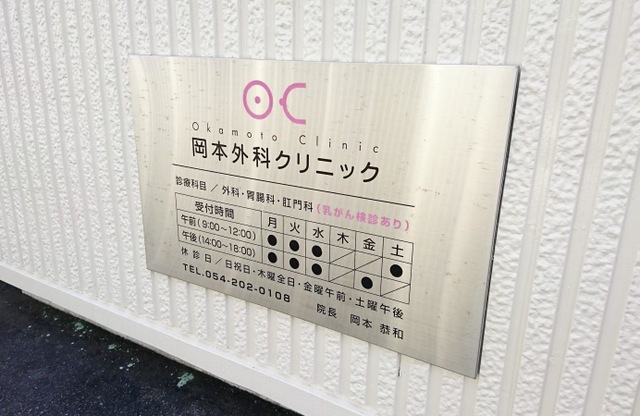 OC
Okamoto Clinic
岡本外科クリニック
診療科目 / 外科・胃腸科・肛門科(乳がん検診あり)
受付時間 月 火 水 木 金 土
午前(9:00~12:00) ● ● ● / / ●
午後(14:00~18:00) ● ● ● / ● /
休診日/日祝日・木曜全日・金曜午前・土曜午後
TEL.054-202-0108
院長 岡本 恭和